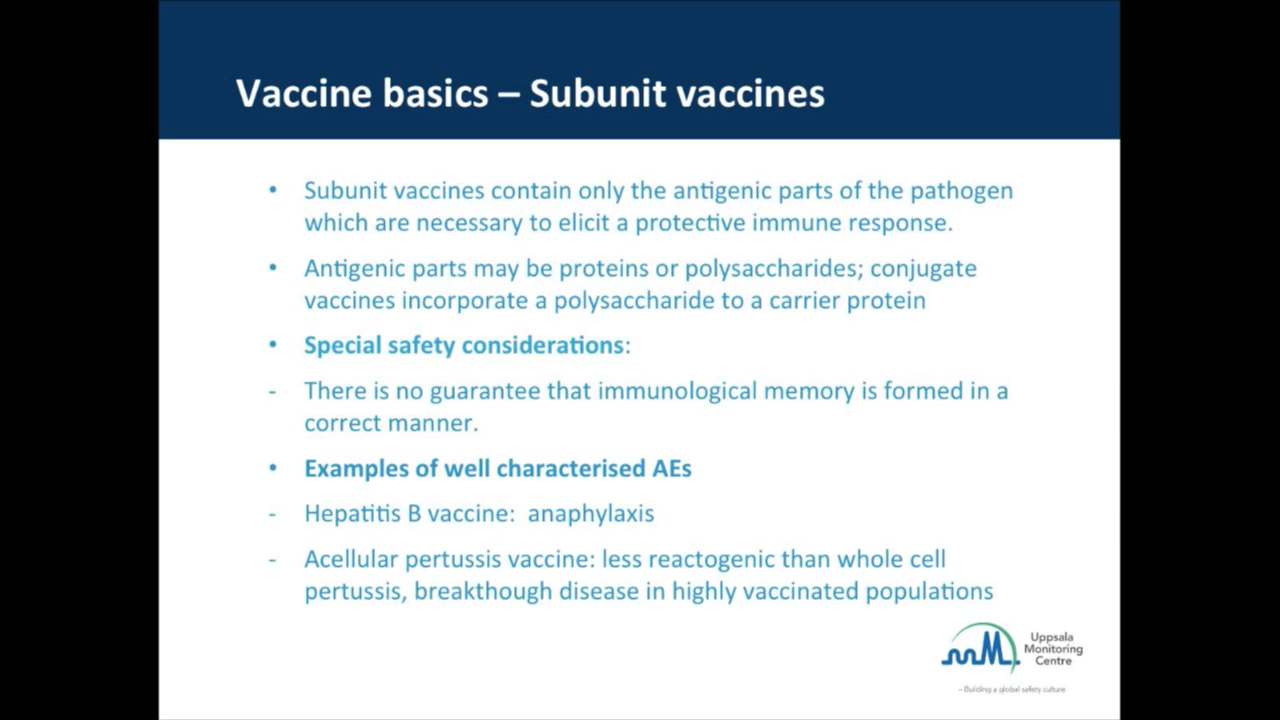 Vaccine basics – Subunit vaccines
• Subunit vaccines contain only the antigenic parts of the pathogen
which are necessary to elicit a protective immune response.
• Antigenic parts may be proteins or polysaccharides; conjugate
vaccines incorporate a polysaccharide to a carrier protein
• Special safety considerations:
- There is no guarantee that immunological memory is formed in a
correct manner.
• Examples of well characterised AEs
- Hepatitis B vaccine:  anaphylaxis
- Acellular pertussis vaccine: less reactogenic than whole cell
pertussis, breakthough disease in highly vaccinated populations
Uppsala
Monitoring
Centre
– Building a global safety culture